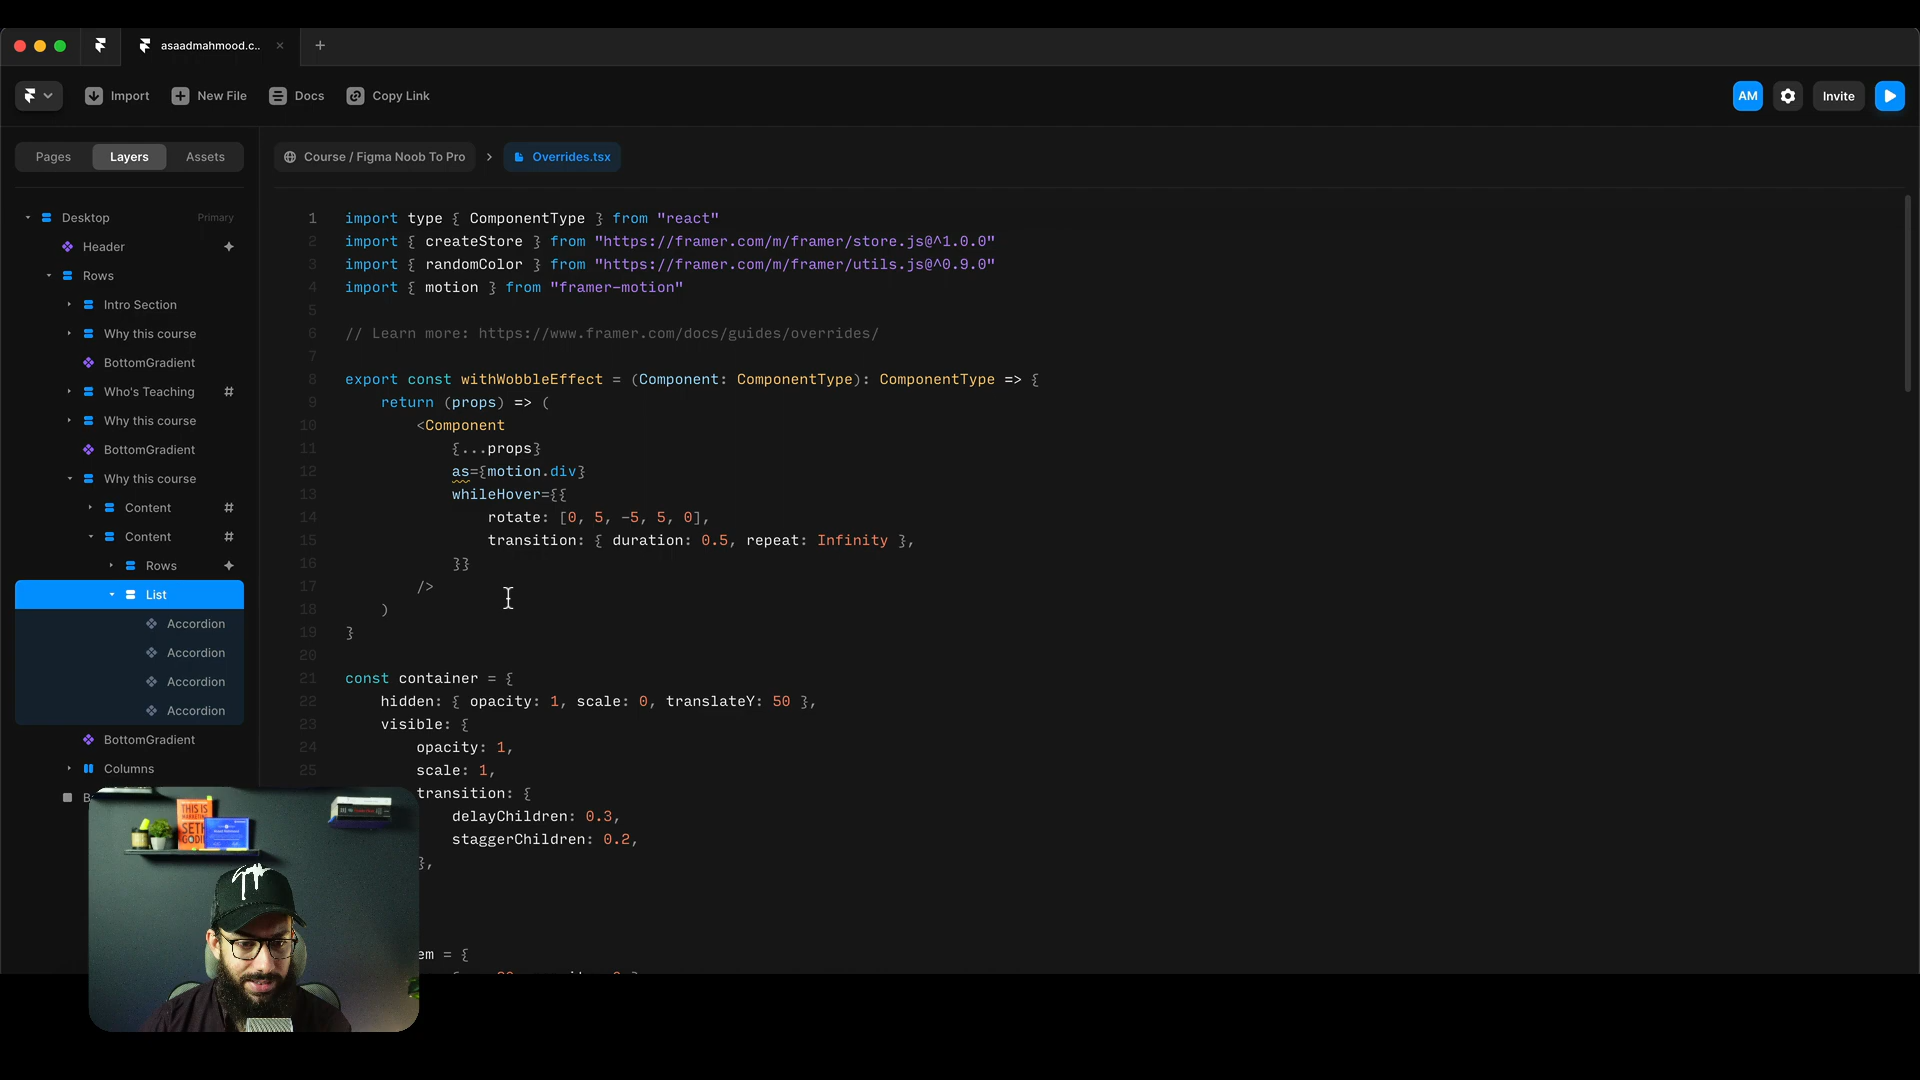 asaadmahmood.c..
Import
New File
Docs
Copy Link
AM
Invite
Pages
Layers
Assets
Course / Figma Noob To Pro
Overrides.tsx
Desktop
Primary
Header
Rows
Intro Section
Why this course
BottomGradient
Who's Teaching
Why this course
BottomGradient
Why this course
Content
Content
Rows
List
Accordion
Accordion
Accordion
Accordion
BottomGradient
Columns
B
1 import type { ComponentType } from "react"
2 import { createStore } from "https://framer.com/m/framer/store.js@^1.0.0"
3 import { randomColor } from "https://framer.com/m/framer/utils.js@^0.9.0"
4 import { motion } from "framer-motion"
5
6 // Learn more: https://www.framer.com/docs/guides/overrides/
7
8 export const withWobbleEffect = (Component: ComponentType): ComponentType => {
9 return (props) => (
10 <Component
11 {...props}
12 as={motion.div}
13 whileHover={{
14 rotate: [0, 5, -5, 5, 0],
15 transition: { duration: 0.5, repeat: Infinity },
16 }}
17 />
18 )
19 }
20
21 const container = {
22 hidden: { opacity: 1, scale: 0, translateY: 50 },
23 visible: {
24 opacity: 1,
25 scale: 1,
transition: {
delayChildren: 0.3,
staggerChildren: 0.2,
},
em = {
THIS IS
MARKETING
SETH
GODIN